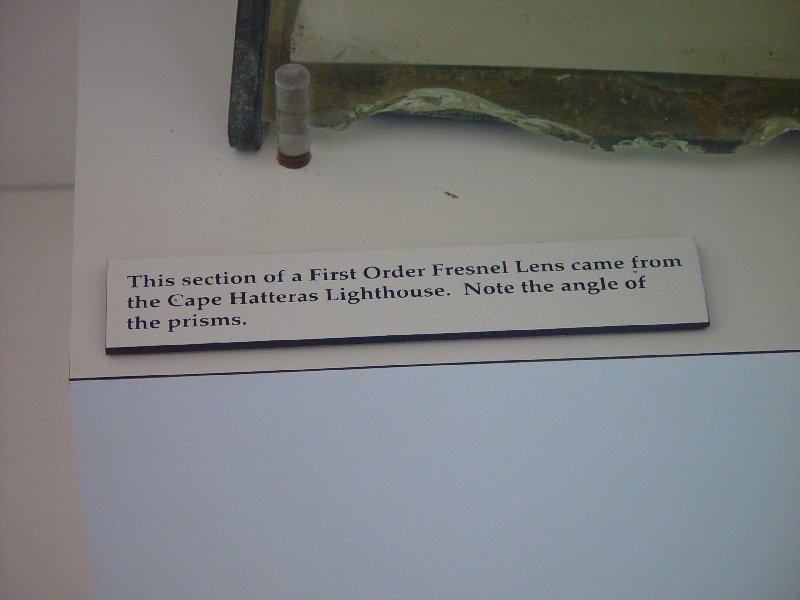 This section of a First Order Fresnel Lens came from
the Cape Hatteras Lighthouse. Note the angle of
the prisms.